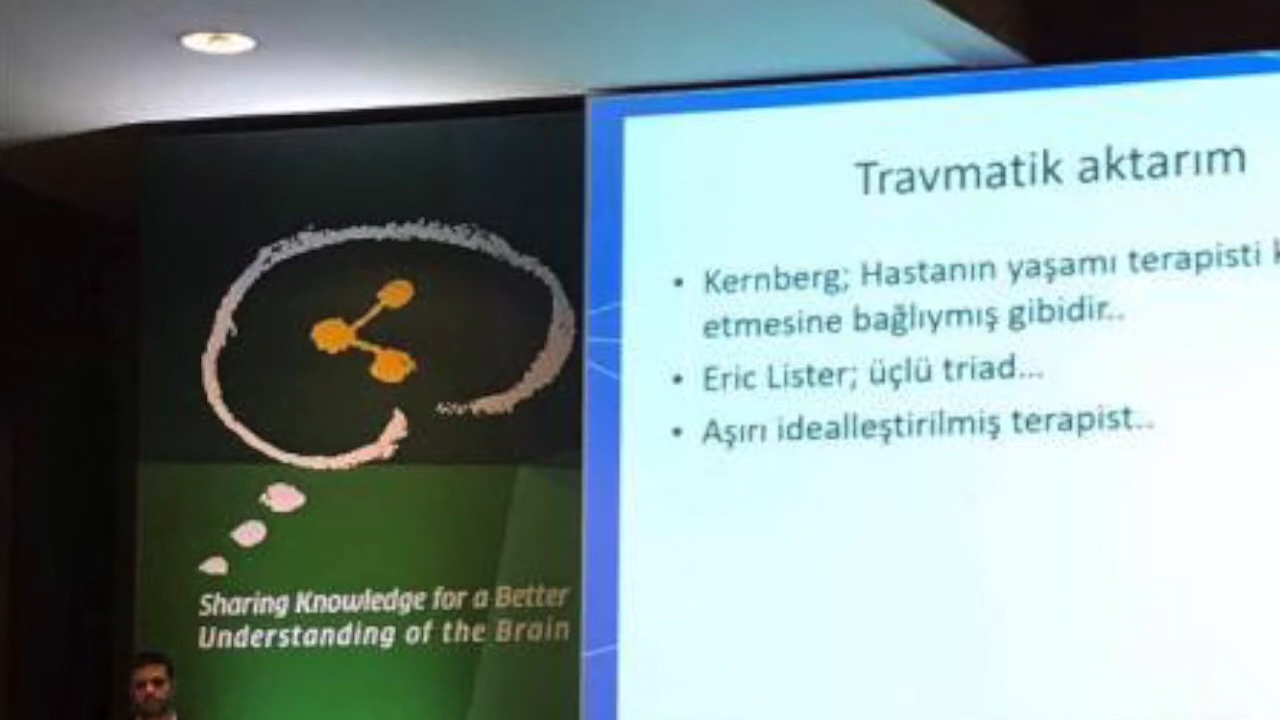 Travmatik aktarım
• Kernberg; Hastanın yaşamı terapisti
etmesine bağlıymış gibidir..
• Eric Lister; üçlü triad...
• Aşırı idealleştirilmiş terapist..
Sharing Knowledge for a Better
Understanding of the Brain